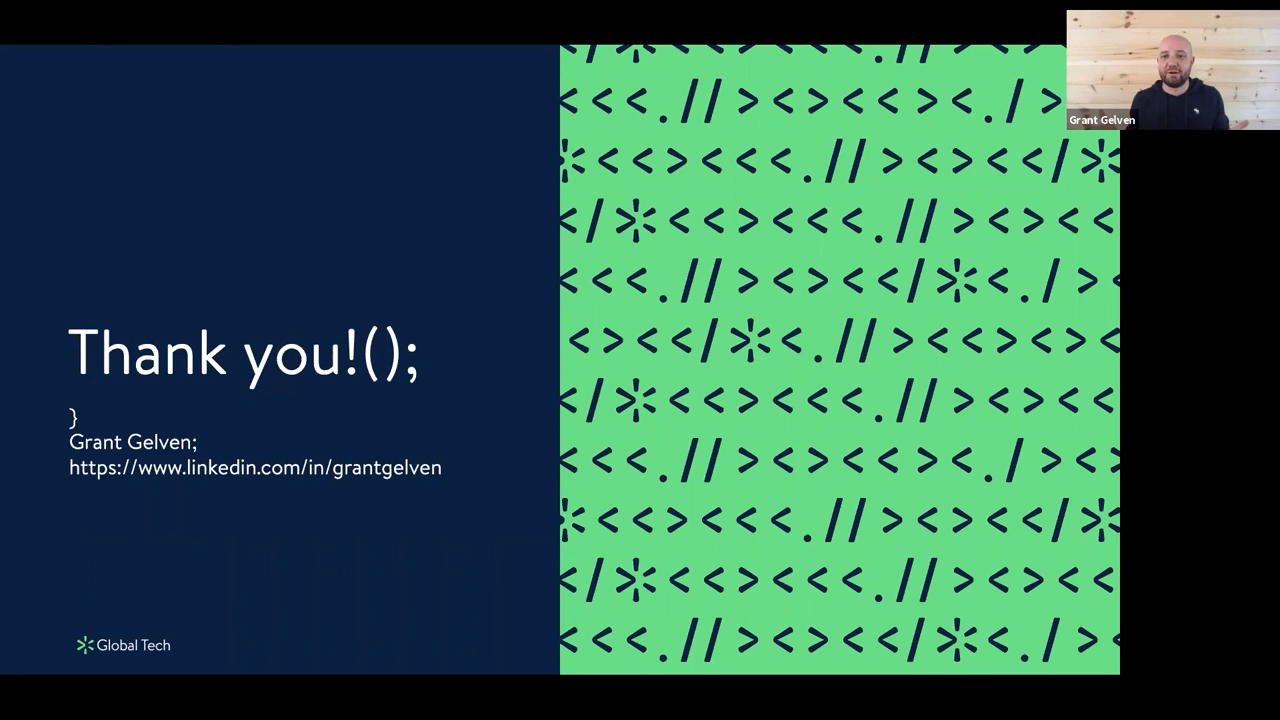 Thank you!();
}
Grant Gelven;
https://www.linkedin.com/in/grantgelven
Global Tech
Grant Gelven